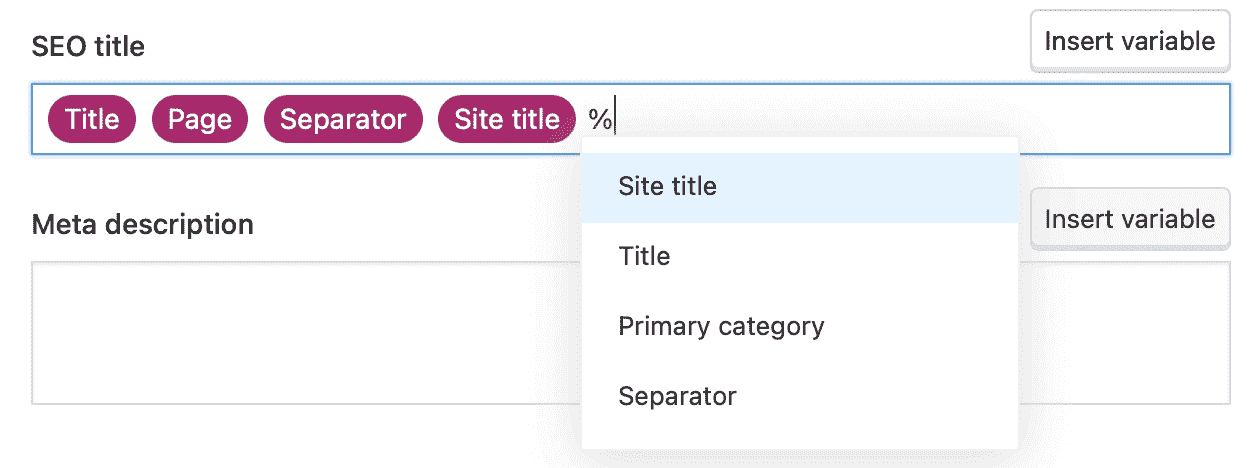 SEO title
Insert variable
Title Page Separator Site title %
Site title
Meta description
Insert variable
Title
Primary category
Separator